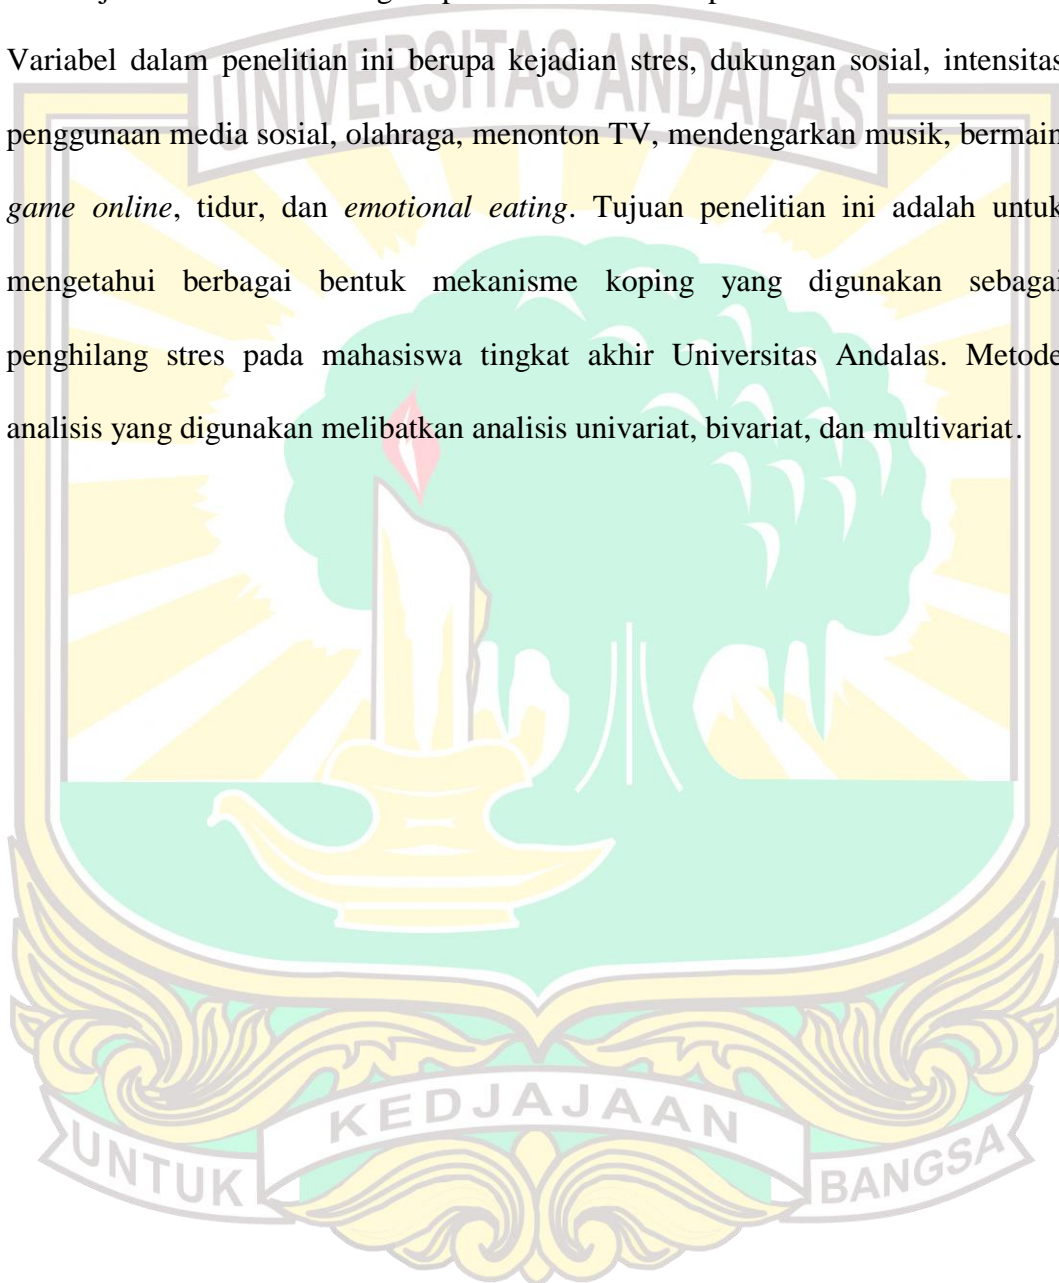 UNIVERSITAS ANDALAS
Variabel dalam penelitian ini berupa kejadian stres, dukungan sosial, intensitas
penggunaan media sosial, olahraga, menonton TV, mendengarkan musik, bermain
game online, tidur, dan emotional eating. Tujuan penelitian ini adalah untuk
mengetahui berbagai bentuk mekanisme koping yang digunakan sebagai
penghilang stres pada mahasiswa tingkat akhir Universitas Andalas. Metode
analisis yang digunakan melibatkan analisis univariat, bivariat, dan multivariat.
UNTUK
KEDJAJAAN
BANGSA